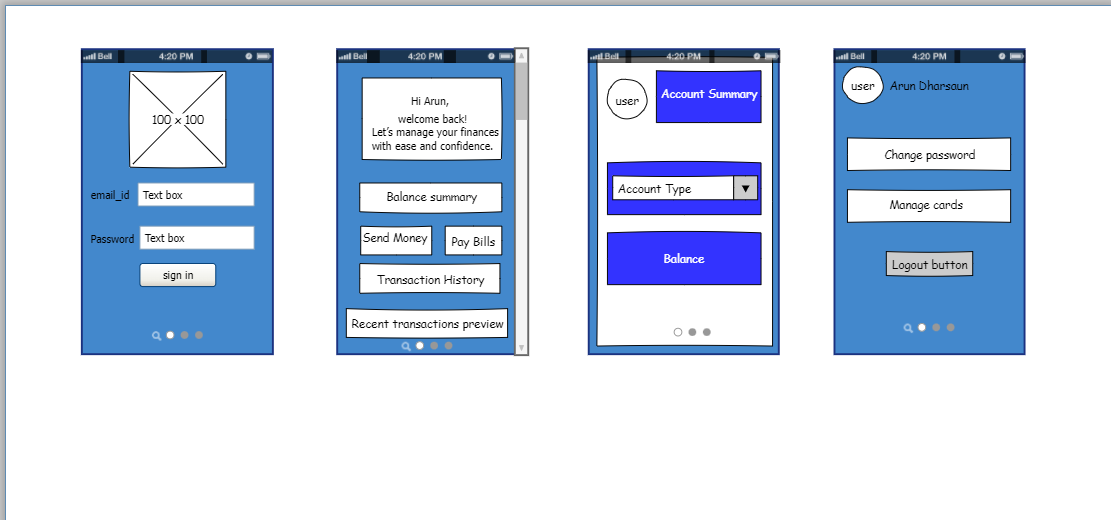 Bell 4:20 PM
100 x 100
email_id Text box
Password Text box
sign in
Bell 4:20 PM
Hi Arun,
welcome back!
Let's manage your finances
with ease and confidence.
Balance summary
Send Money Pay Bills
Transaction History
Recent transactions preview
Bell 4:20 PM
user Account Summary
Account Type
Balance
Bell 4:20 PM
user Arun Dharsaun
Change password
Manage cards
Logout button